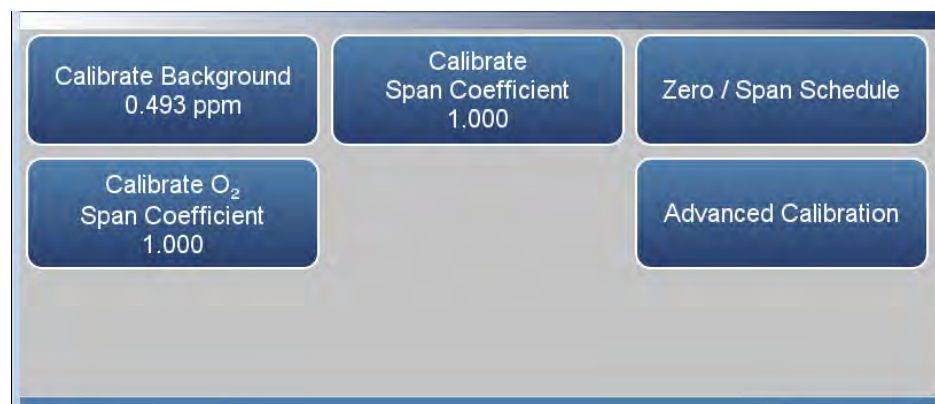 Calibrate Background
0.493 ppm
Calibrate
Span Coefficient
1.000
Zero / Span Schedule
Calibrate O₂
Span Coefficient
1.000
Advanced Calibration